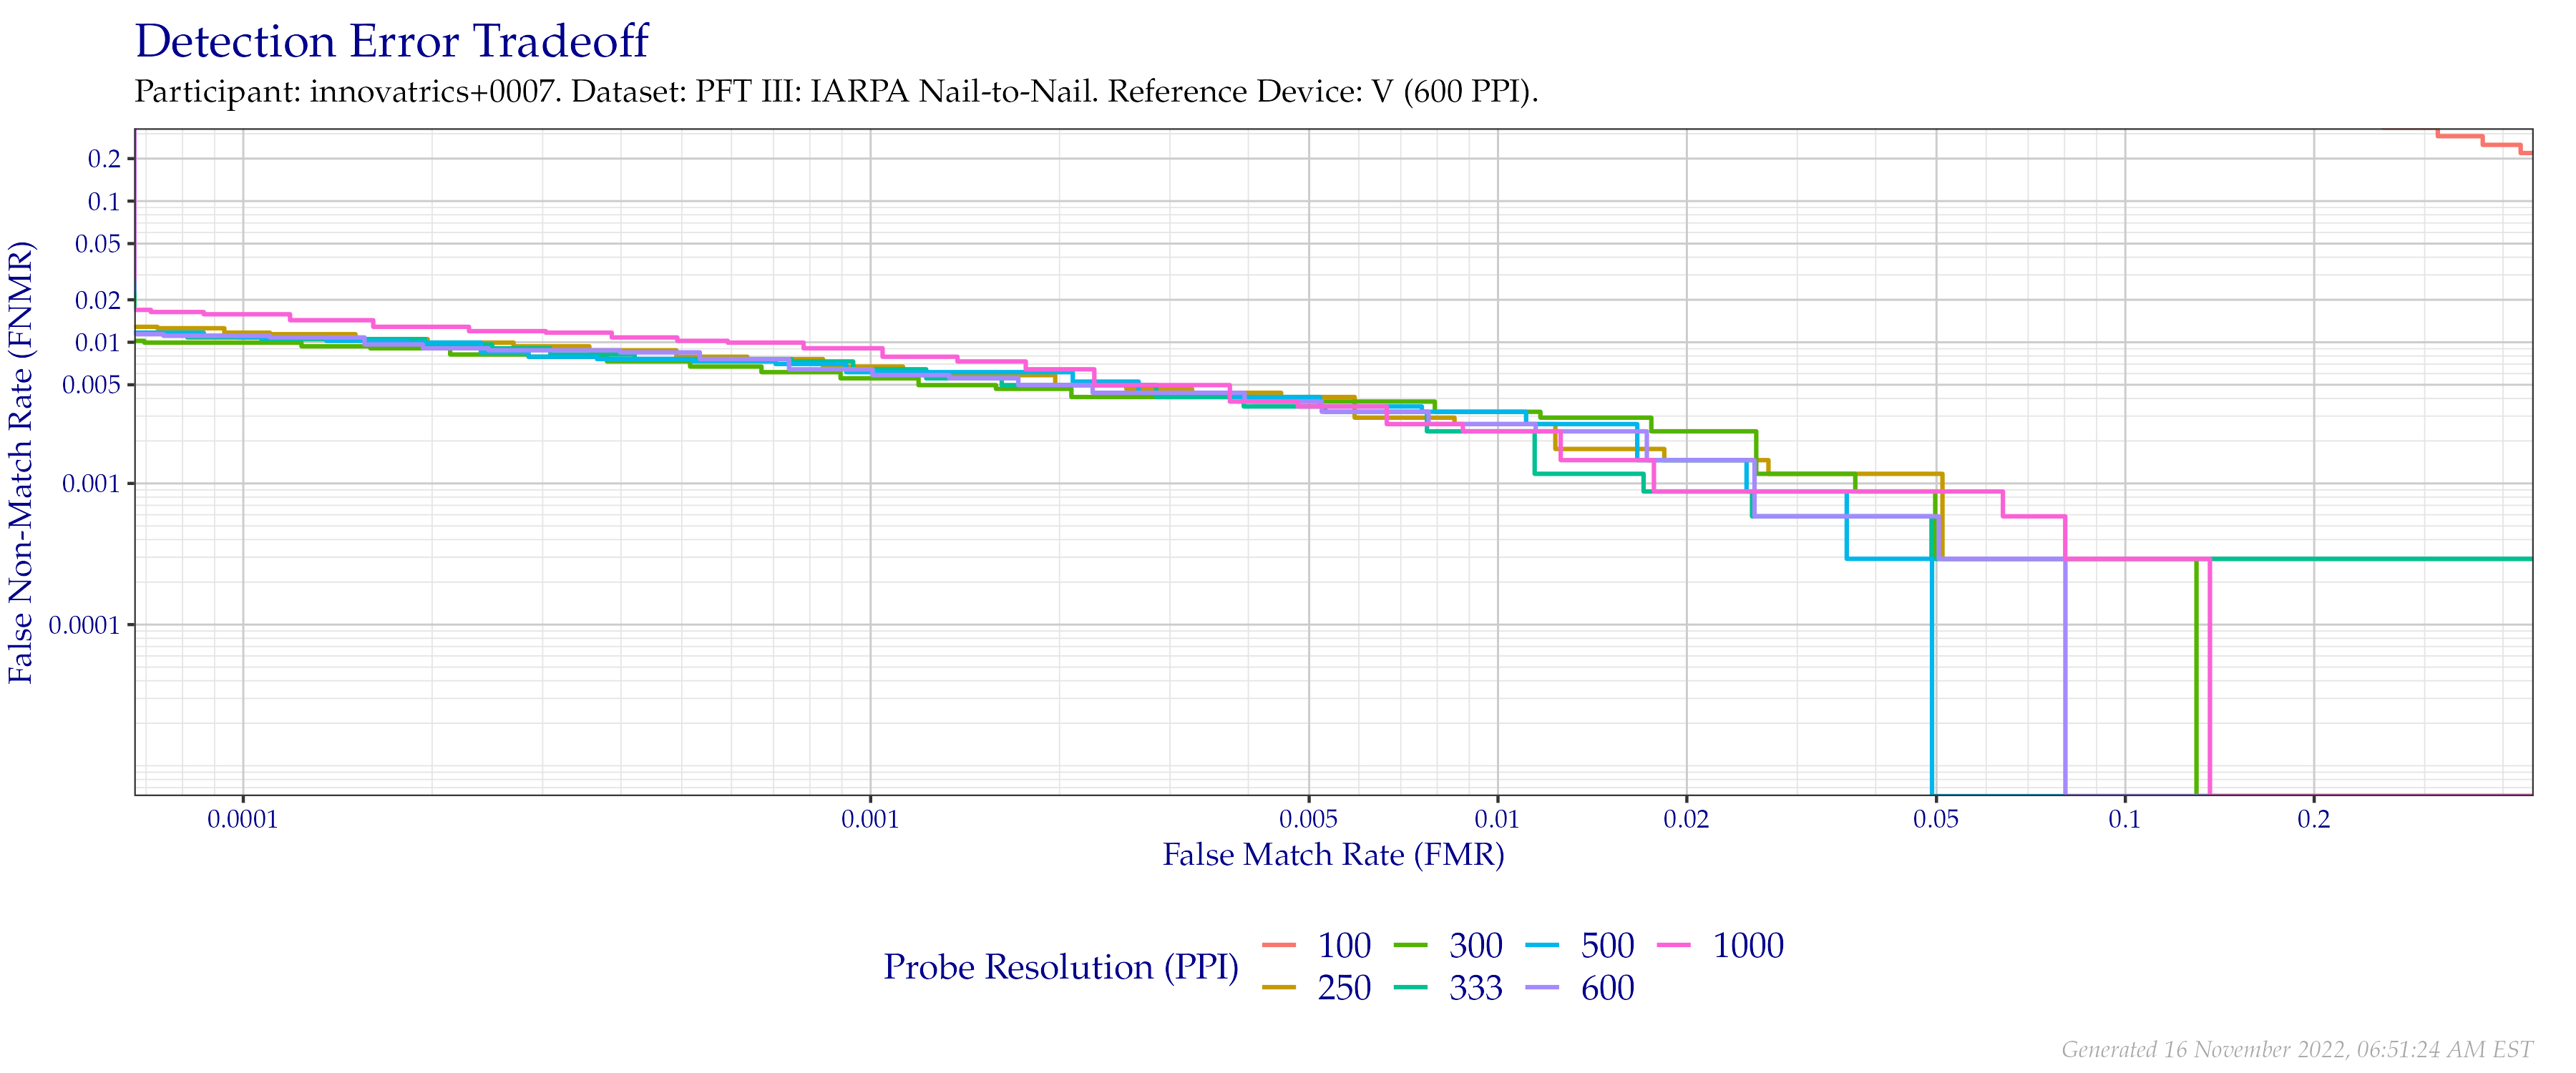 Detection Error Tradeoff
Participant: innovatrics+0007. Dataset: PFT III: IARPA Nail-to-Nail. Reference Device: V (600 PPI).
False Non-Match Rate (FNMR)
0.2
0.1
0.05
0.02
0.01
0.005
0.001
0.0001
0.0001 0.001 0.005 0.01 0.02 0.05 0.1 0.2
False Match Rate (FMR)
Probe Resolution (PPI)
100 300 500 1000
250 333 600
Generated 16 November 2022, 06:51:24 AM EST